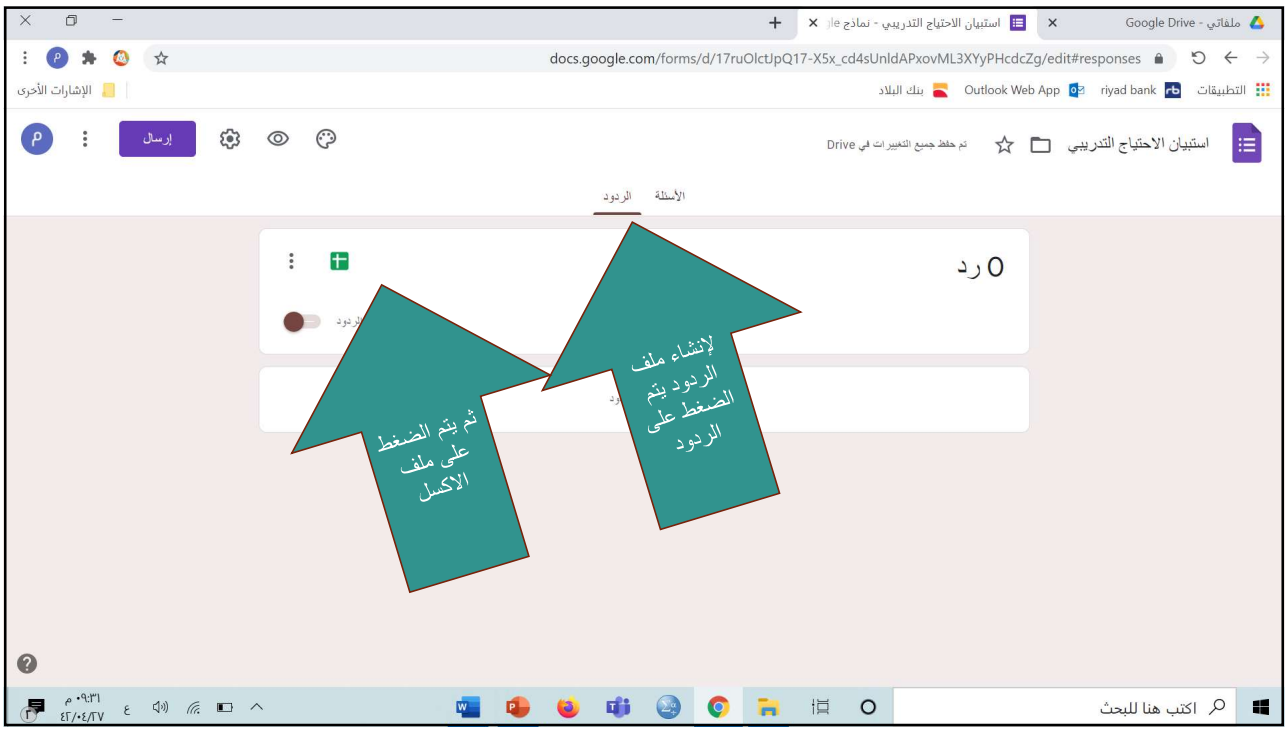 ملفاتي - Google Drive
استبيان الاحتياج التدريبي - نماذج
docs.google.com/forms/d/17ruOlctJpQ17-X5x_cd4sUnldAPxovML3XYyPHcdcZg/edit#responses
التطبيقات
riyad bank
Outlook Web App
بنك البلاد
الإشارات الأخرى
استبيان الاحتياج التدريبي
تم حفظ جميع التغييرات في Drive
إرسال
الأسئلة
الردود
0 رد
لإنشاء ملف
الردود يتم
الضغط على
الردود
ثم يتم الضغط
على ملف
الاكسل
اكتب هنا للبحث
ع
٠٩:٣١ م